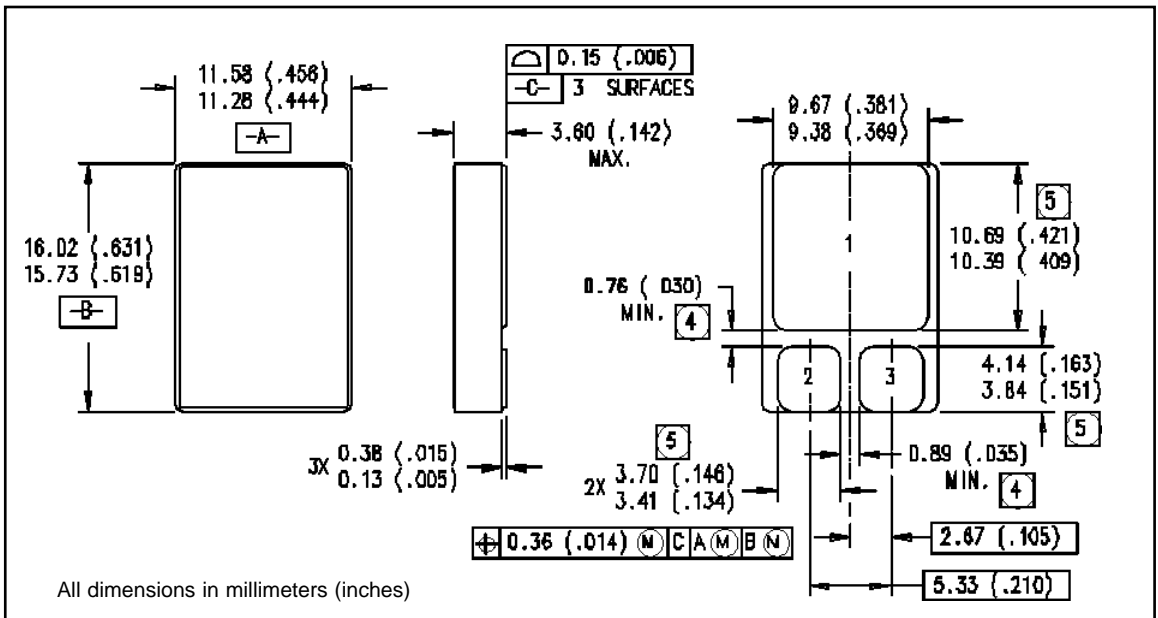 0.15 (.006)
-C- 3 SURFACES
11.58 (.456)
11.28 (.444)
-A-
3.60 (.142)
MAX.
9.67 (.381)
9.38 (.369)
16.02 (.631)
15.73 (.619)
-B-
1
5
10.69 (.421)
10.39 ( 409)
0.76 ( 030)
MIN. 4
2
3
4.14 (.163)
3.84 (.151)
5
3X 0.38 (.015)
0.13 (.005)
5
2X 3.70 (.146)
3.41 (.134)
0.89 (.035)
MIN. 4
0.36 (.014) M C A M B M
2.67 (.105)
5.33 (.210)
All dimensions in millimeters (inches)